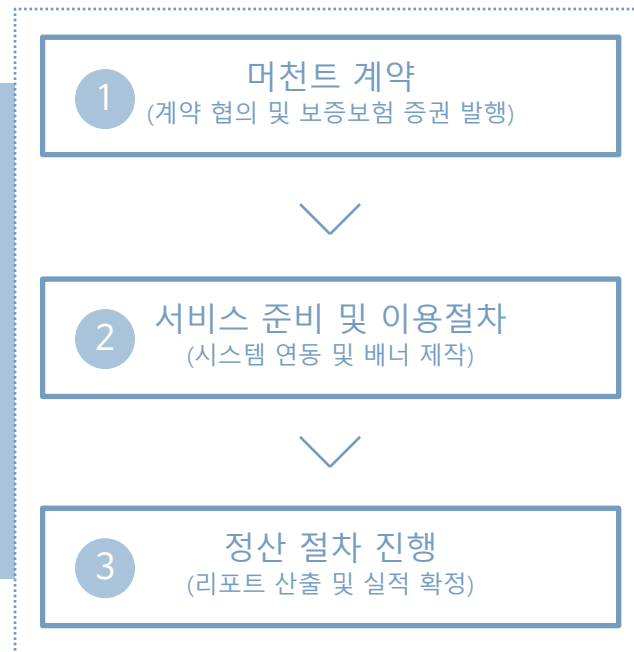 1
머천트 계약
(계약 협의 및 보증보험 증권 발행)
2
서비스 준비 및 이용절차
(시스템 연동 및 배너 제작)
3
정산 절차 진행
(리포트 산출 및 실적 확정)